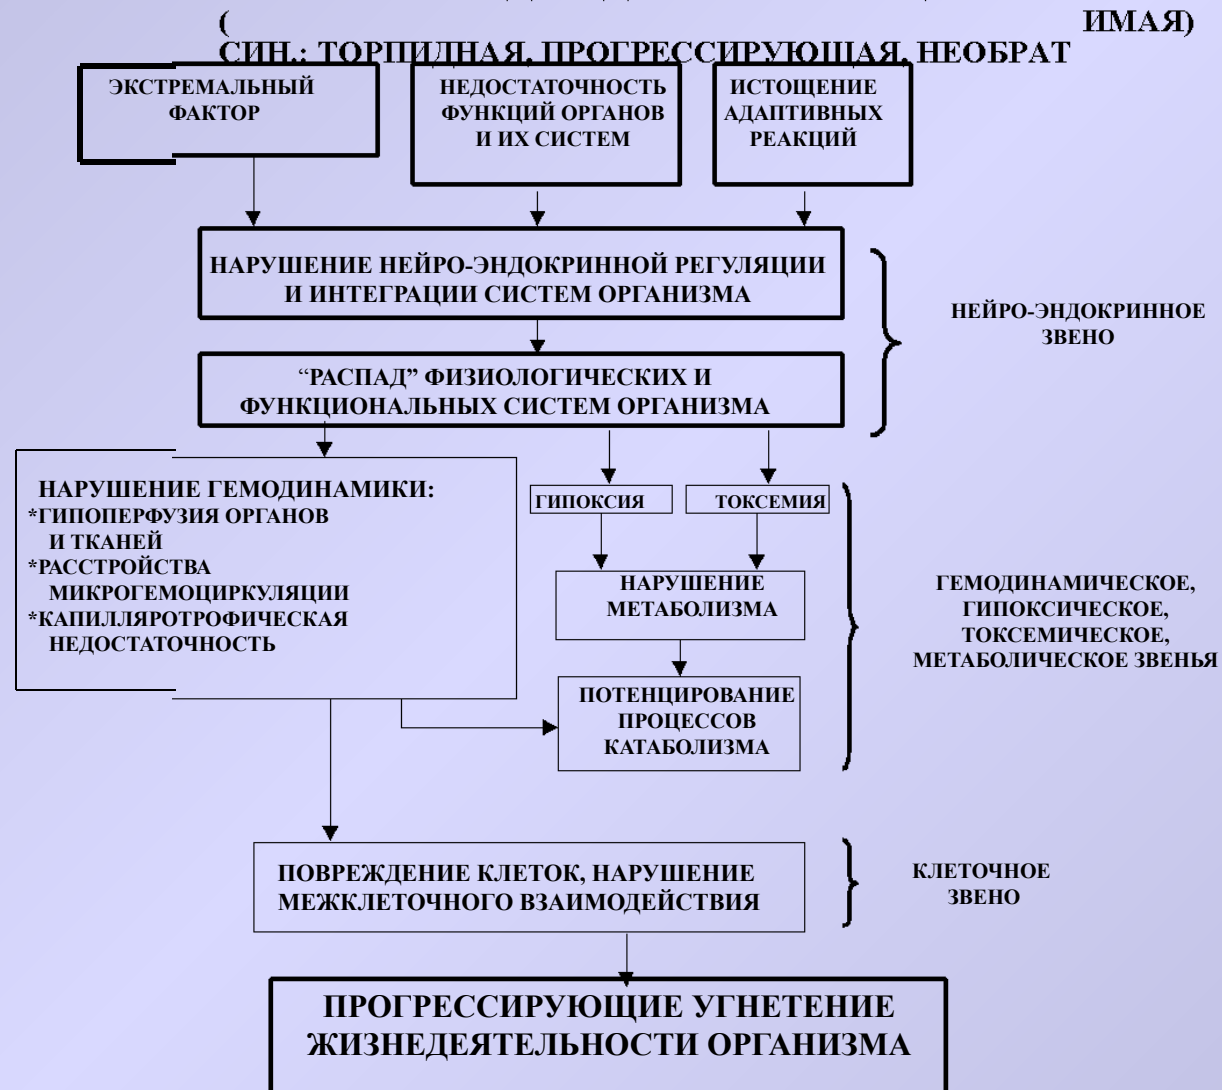 (
ИМАЯ)
СИН.: ТОРПИДНАЯ, ПРОГРЕССИРУЮЩАЯ, НЕОБРАТ
ЭКСТРЕМАЛЬНЫЙ
ФАКТОР
НЕДОСТАТОЧНОСТЬ
ФУНКЦИЙ ОРГАНОВ
И ИХ СИСТЕМ
ИСТОЩЕНИЕ
АДАПТИВНЫХ
РЕАКЦИЙ
НАРУШЕНИЕ НЕЙРО-ЭНДОКРИННОЙ РЕГУЛЯЦИИ
И ИНТЕГРАЦИИ СИСТЕМ ОРГАНИЗМА
НЕЙРО-ЭНДОКРИННОЕ
ЗВЕНО
“РАСПАД” ФИЗИОЛОГИЧЕСКИХ И
ФУНКЦИОНАЛЬНЫХ СИСТЕМ ОРГАНИЗМА
НАРУШЕНИЕ ГЕМОДИНАМИКИ:
*ГИПОПЕРФУЗИЯ ОРГАНОВ
И ТКАНЕЙ
*РАССТРОЙСТВА
МИКРОГЕМОЦИРКУЛЯЦИИ
*КАПИЛЛЯРОТРОФИЧЕСКАЯ
НЕДОСТАТОЧНОСТЬ
ГИПОКСИЯ
ТОКСЕМИЯ
НАРУШЕНИЕ
МЕТАБОЛИЗМА
ПОТЕНЦИРОВАНИЕ
ПРОЦЕССОВ
КАТАБОЛИЗМА
ГЕМОДИНАМИЧЕСКОЕ,
ГИПОКСИЧЕСКОЕ,
ТОКСЕМИЧЕСКОЕ,
МЕТАБОЛИЧЕСКОЕ ЗВЕНЬЯ
ПОВРЕЖДЕНИЕ КЛЕТОК, НАРУШЕНИЕ
МЕЖКЛЕТОЧНОГО ВЗАИМОДЕЙСТВИЯ
КЛЕТОЧНОЕ
ЗВЕНО
ПРОГРЕССИРУЮЩИЕ УГНЕТЕНИЕ
ЖИЗНЕДЕЯТЕЛЬНОСТИ ОРГАНИЗМА